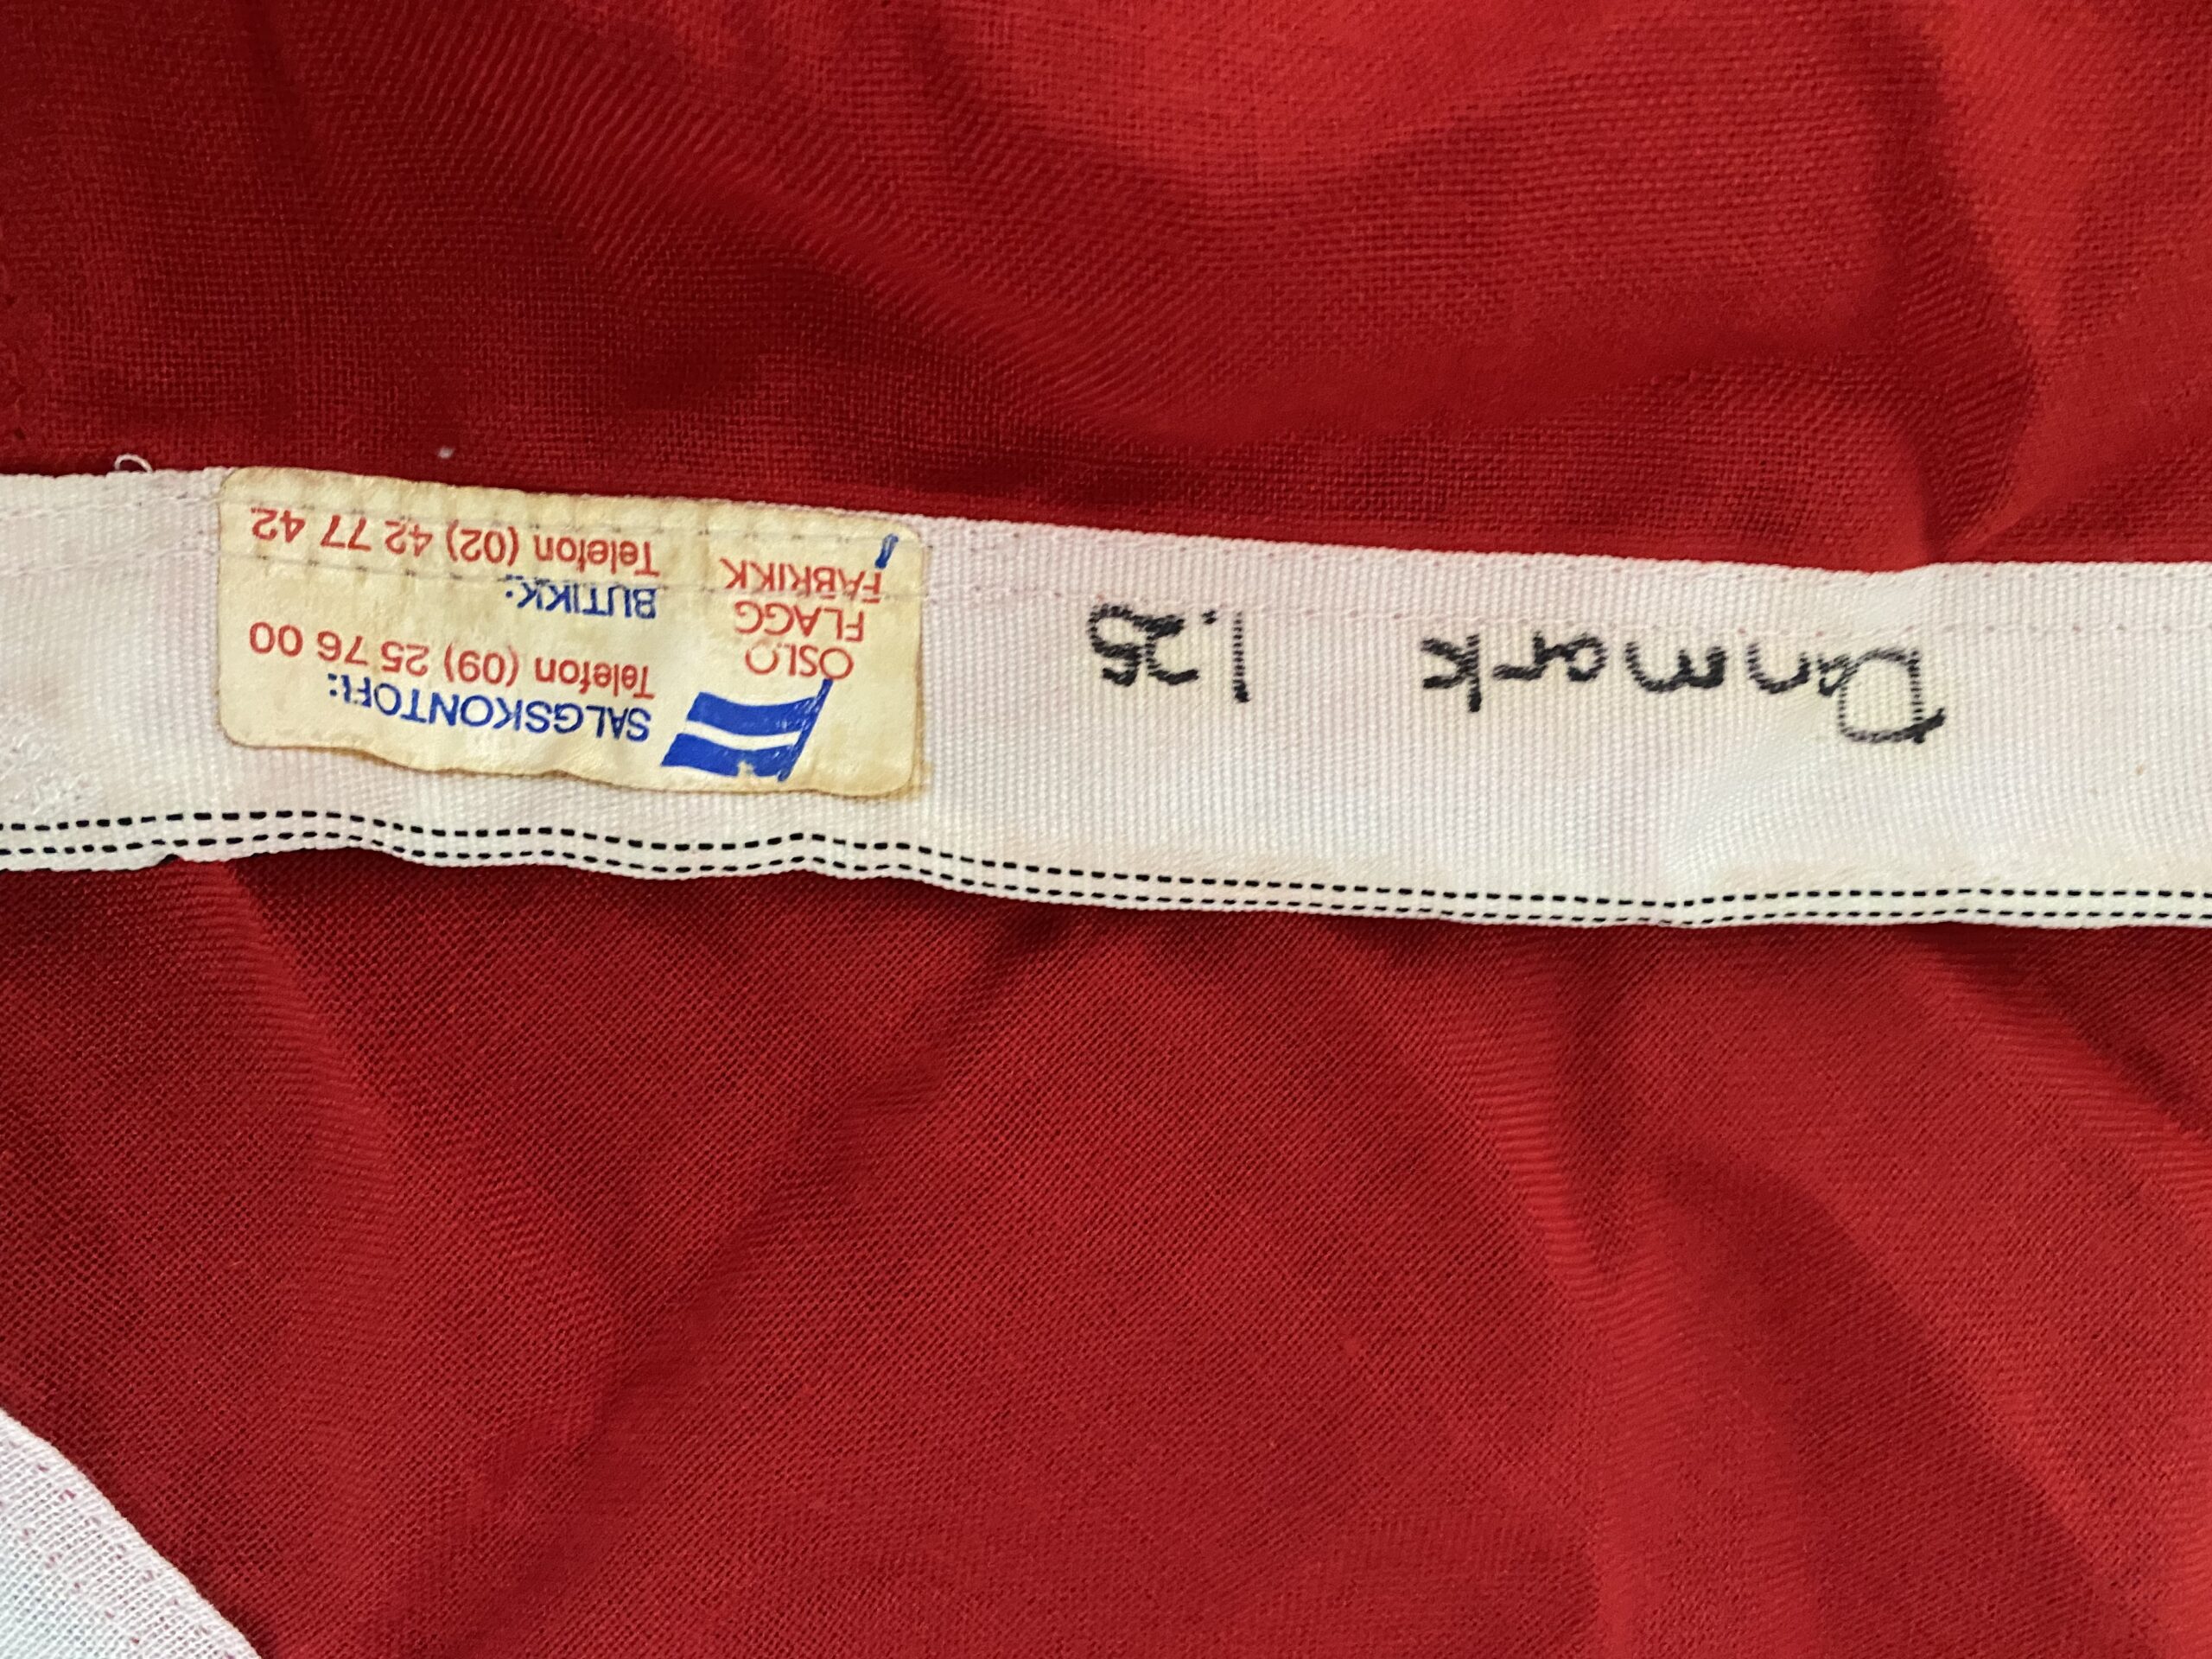 Danmark 1.25
OSLO
FLAGG
FABRIKK
SALGSKONTOR:
Telefon (09) 25 76 00
BUTIKK:
Telefon (02) 42 77 42